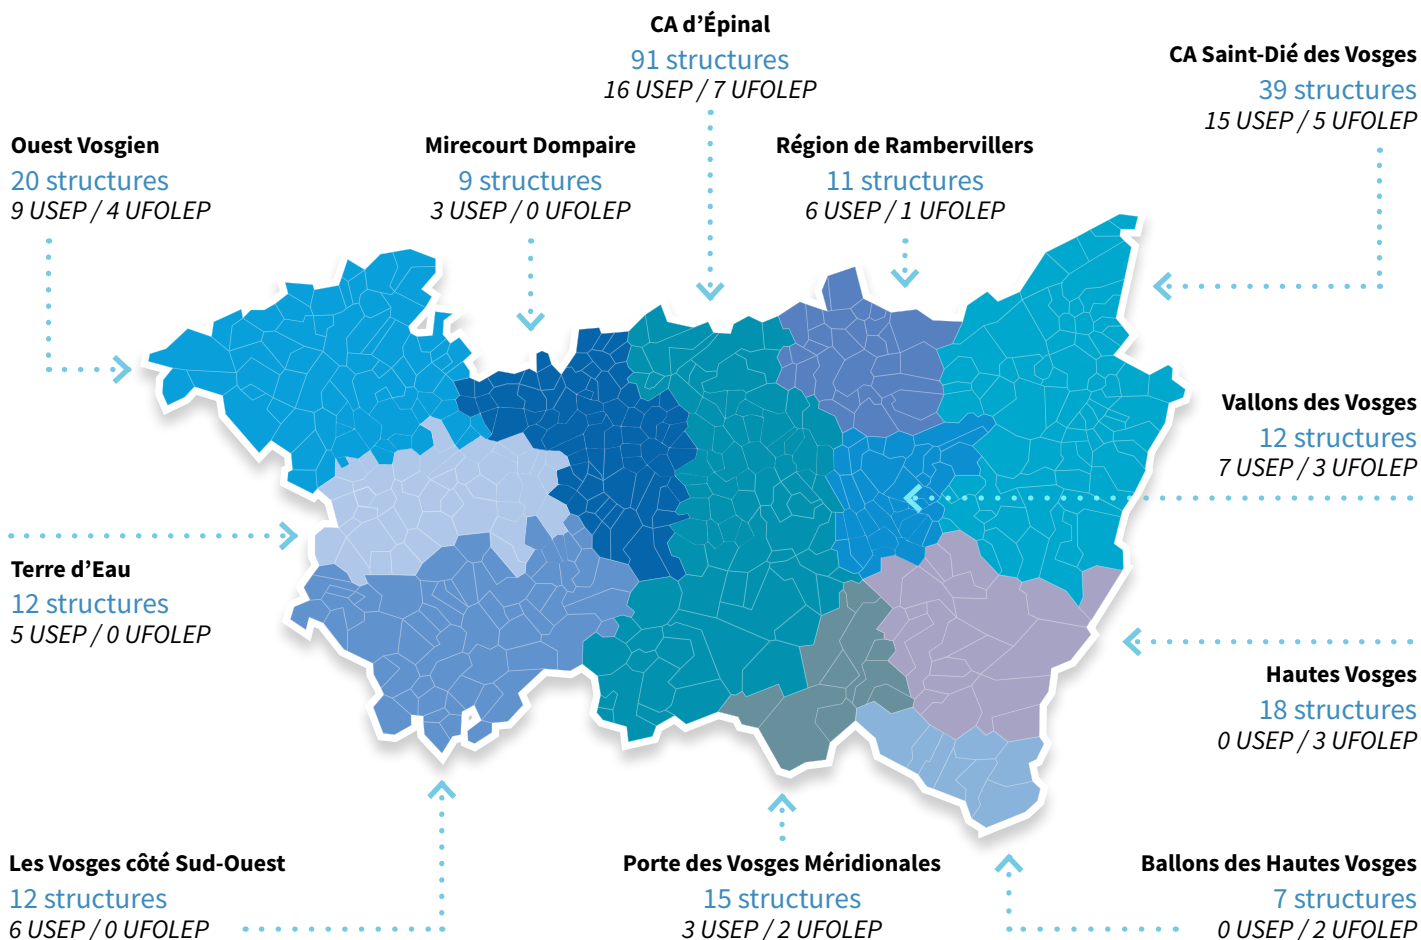 CA d’Épinal
91 structures
16 USEP / 7 UFOLEP
CA Saint-Dié des Vosges
39 structures
15 USEP / 5 UFOLEP
Ouest Vosgien
20 structures
9 USEP / 4 UFOLEP
Mirecourt Dompaire
9 structures
3 USEP / 0 UFOLEP
Région de Rambervillers
11 structures
6 USEP / 1 UFOLEP
Vallons des Vosges
12 structures
7 USEP / 3 UFOLEP
Terre d’Eau
12 structures
5 USEP / 0 UFOLEP
Hautes Vosges
18 structures
0 USEP / 3 UFOLEP
Les Vosges côté Sud-Ouest
12 structures
6 USEP / 0 UFOLEP
Porte des Vosges Méridionales
15 structures
3 USEP / 2 UFOLEP
Ballons des Hautes Vosges
7 structures
0 USEP / 2 UFOLEP